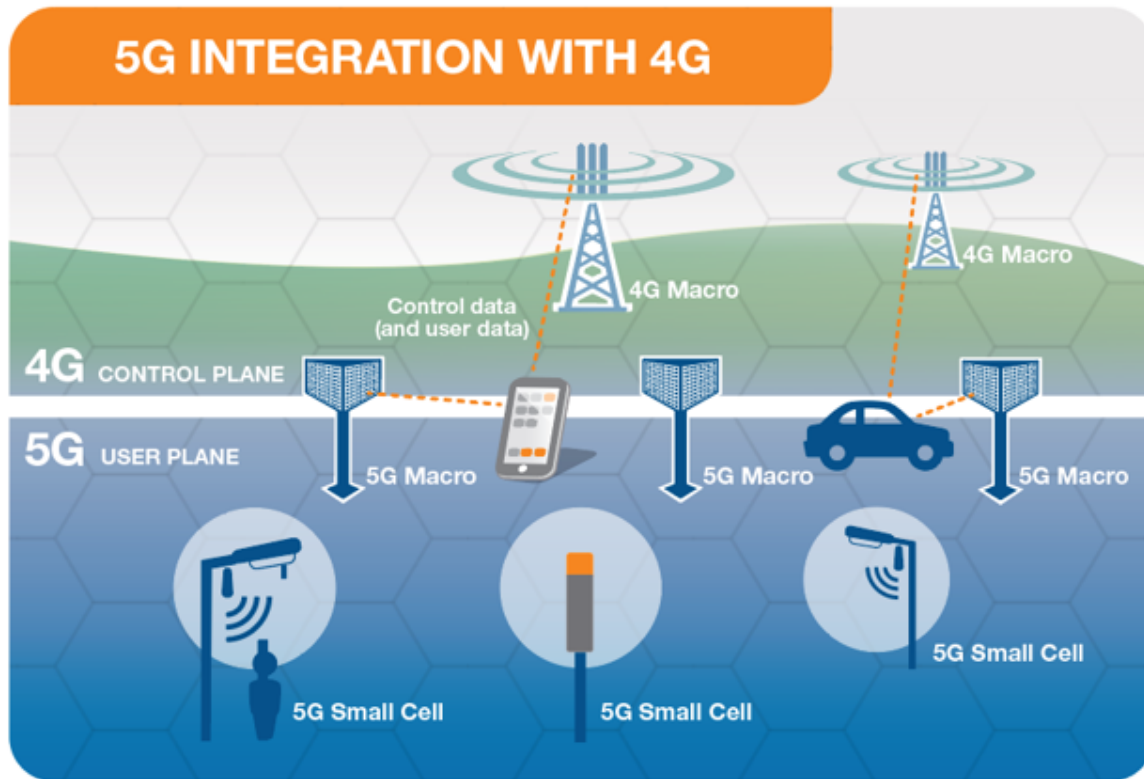 5G INTEGRATION WITH 4G
4G Macro
4G Macro
Control data
(and user data)
4G CONTROL PLANE
5G USER PLANE
5G Macro
5G Macro
5G Macro
5G Small Cell
5G Small Cell
5G Small Cell